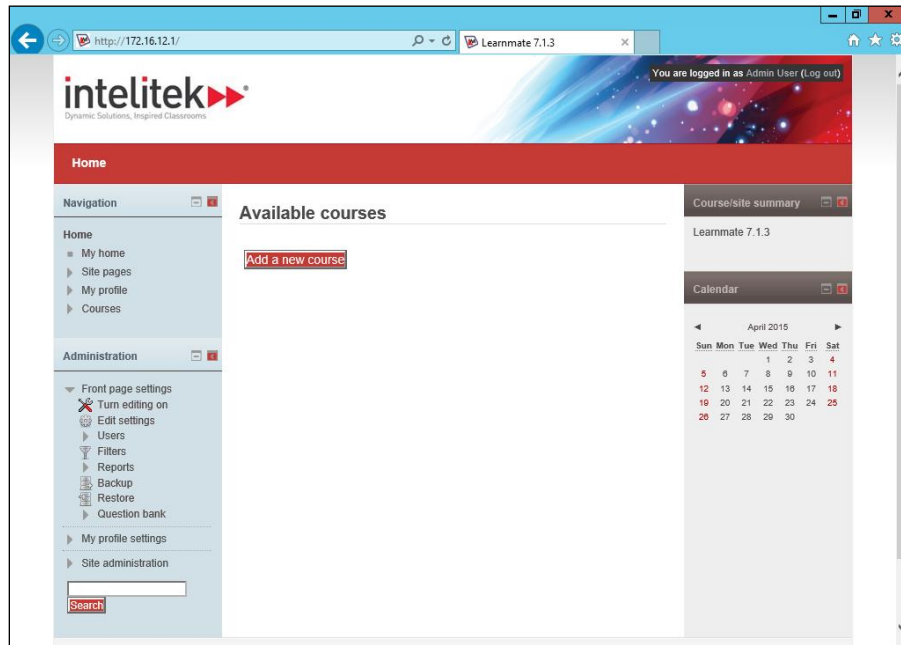 http://172.16.12.1/
Learnmate 7.1.3
intelitek
Dynamic Solutions, Inspired Classrooms
You are logged in as Admin User (Log out)
Home
Navigation
Home
My home
Site pages
My profile
Courses
Administration
Front page settings
Turn editing on
Edit settings
Users
Filters
Reports
Backup
Restore
Question bank
My profile settings
Site administration
Search
Available courses
Add a new course
Course/site summary
Learnmate 7.1.3
Calendar
◄ April 2015 ►
Sun Mon Tue Wed Thu Fri Sat
1 2 3 4
5 6 7 8 9 10 11
12 13 14 15 16 17 18
19 20 21 22 23 24 25
26 27 28 29 30